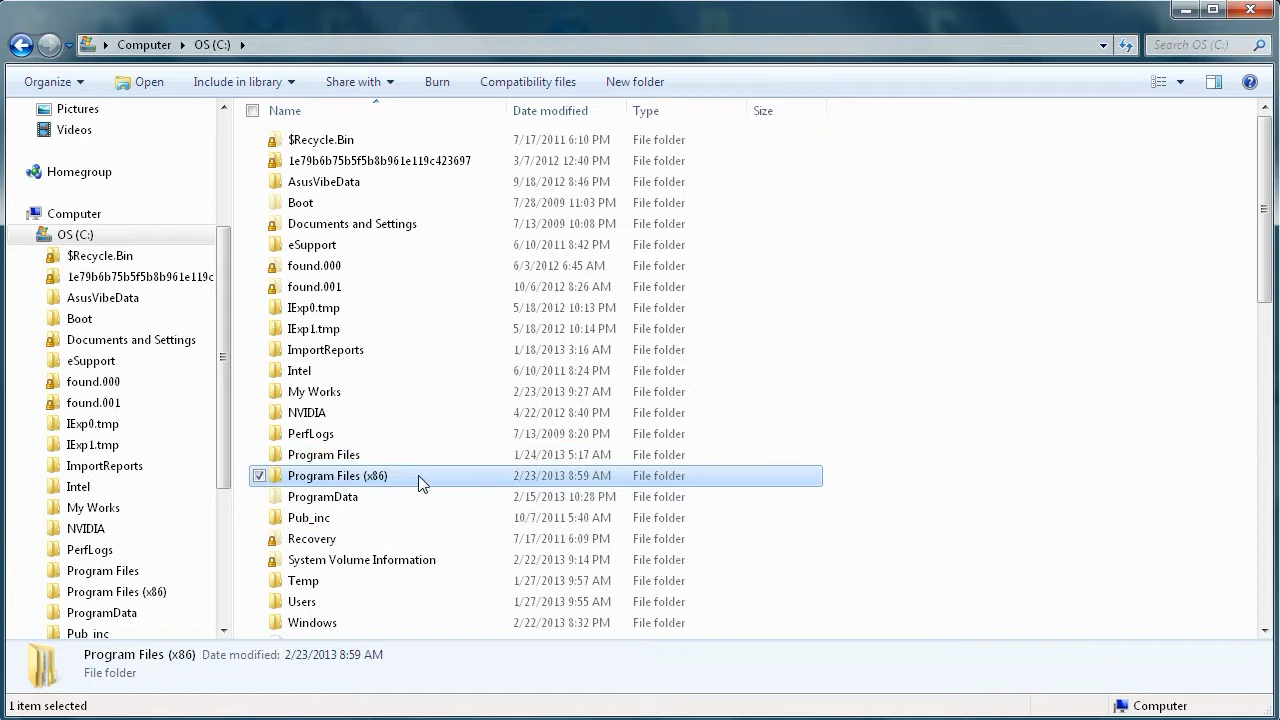 Computer OS (C:) Search OS (C:)
Organize Open Include in library Share with Burn Compatibility files New folder
Pictures
Videos
Homegroup
Computer
OS (C:)
$Recycle.Bin
1e79b6b75b5f5b8b961e119c
AsusVibeData
Boot
Documents and Settings
eSupport
found.000
found.001
IExp0.tmp
IExp1.tmp
ImportReports
Intel
My Works
NVIDIA
PerfLogs
Program Files
Program Files (x86)
ProgramData
Pub_inc
Name Date modified Type Size
$Recycle.Bin 7/17/2011 6:10 PM File folder
1e79b6b75b5f5b8b961e119c423697 3/7/2012 12:40 PM File folder
AsusVibeData 9/18/2012 8:46 PM File folder
Boot 7/28/2009 11:03 PM File folder
Documents and Settings 7/13/2009 10:08 PM File folder
eSupport 6/10/2011 8:42 PM File folder
found.000 6/3/2012 6:45 AM File folder
found.001 10/6/2012 8:26 AM File folder
IExp0.tmp 5/18/2012 10:13 PM File folder
IExp1.tmp 5/18/2012 10:14 PM File folder
ImportReports 1/18/2013 3:16 AM File folder
Intel 6/10/2011 8:24 PM File folder
My Works 2/23/2013 9:27 AM File folder
NVIDIA 4/22/2012 8:40 PM File folder
PerfLogs 7/13/2009 8:20 PM File folder
Program Files 1/24/2013 5:17 AM File folder
Program Files (x86) 2/23/2013 8:59 AM File folder
ProgramData 2/15/2013 10:28 PM File folder
Pub_inc 10/7/2011 5:40 AM File folder
Recovery 7/17/2011 6:09 PM File folder
System Volume Information 2/22/2013 9:14 PM File folder
Temp 1/27/2013 9:57 AM File folder
Users 1/27/2013 9:55 AM File folder
Windows 2/22/2013 8:32 PM File folder
Program Files (x86) Date modified: 2/23/2013 8:59 AM
File folder
1 item selected Computer